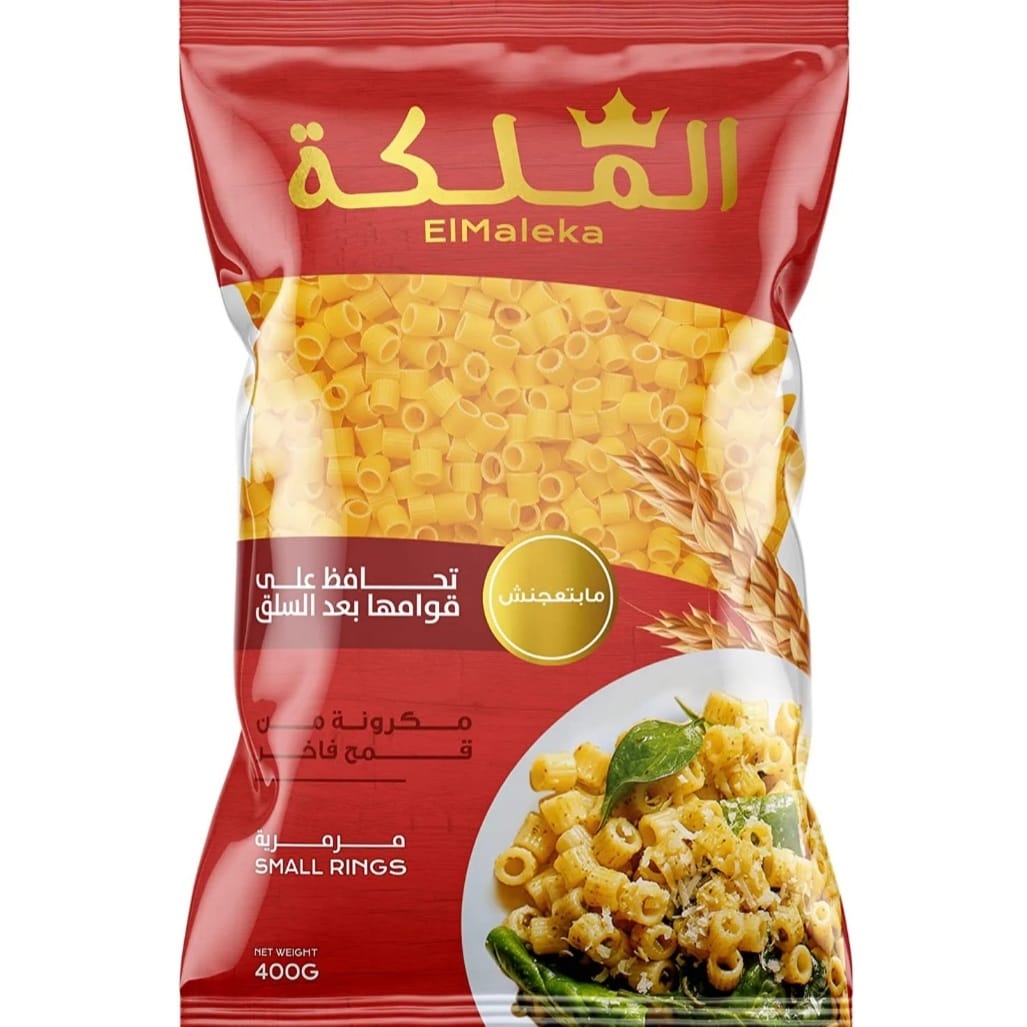 الملكة
ElMaleka
تحافظ على
قوامها بعد السلق
مابتعجنش
مكرونة من
قمح فاخر
مرمرية
SMALL RINGS
NET WEIGHT
400G